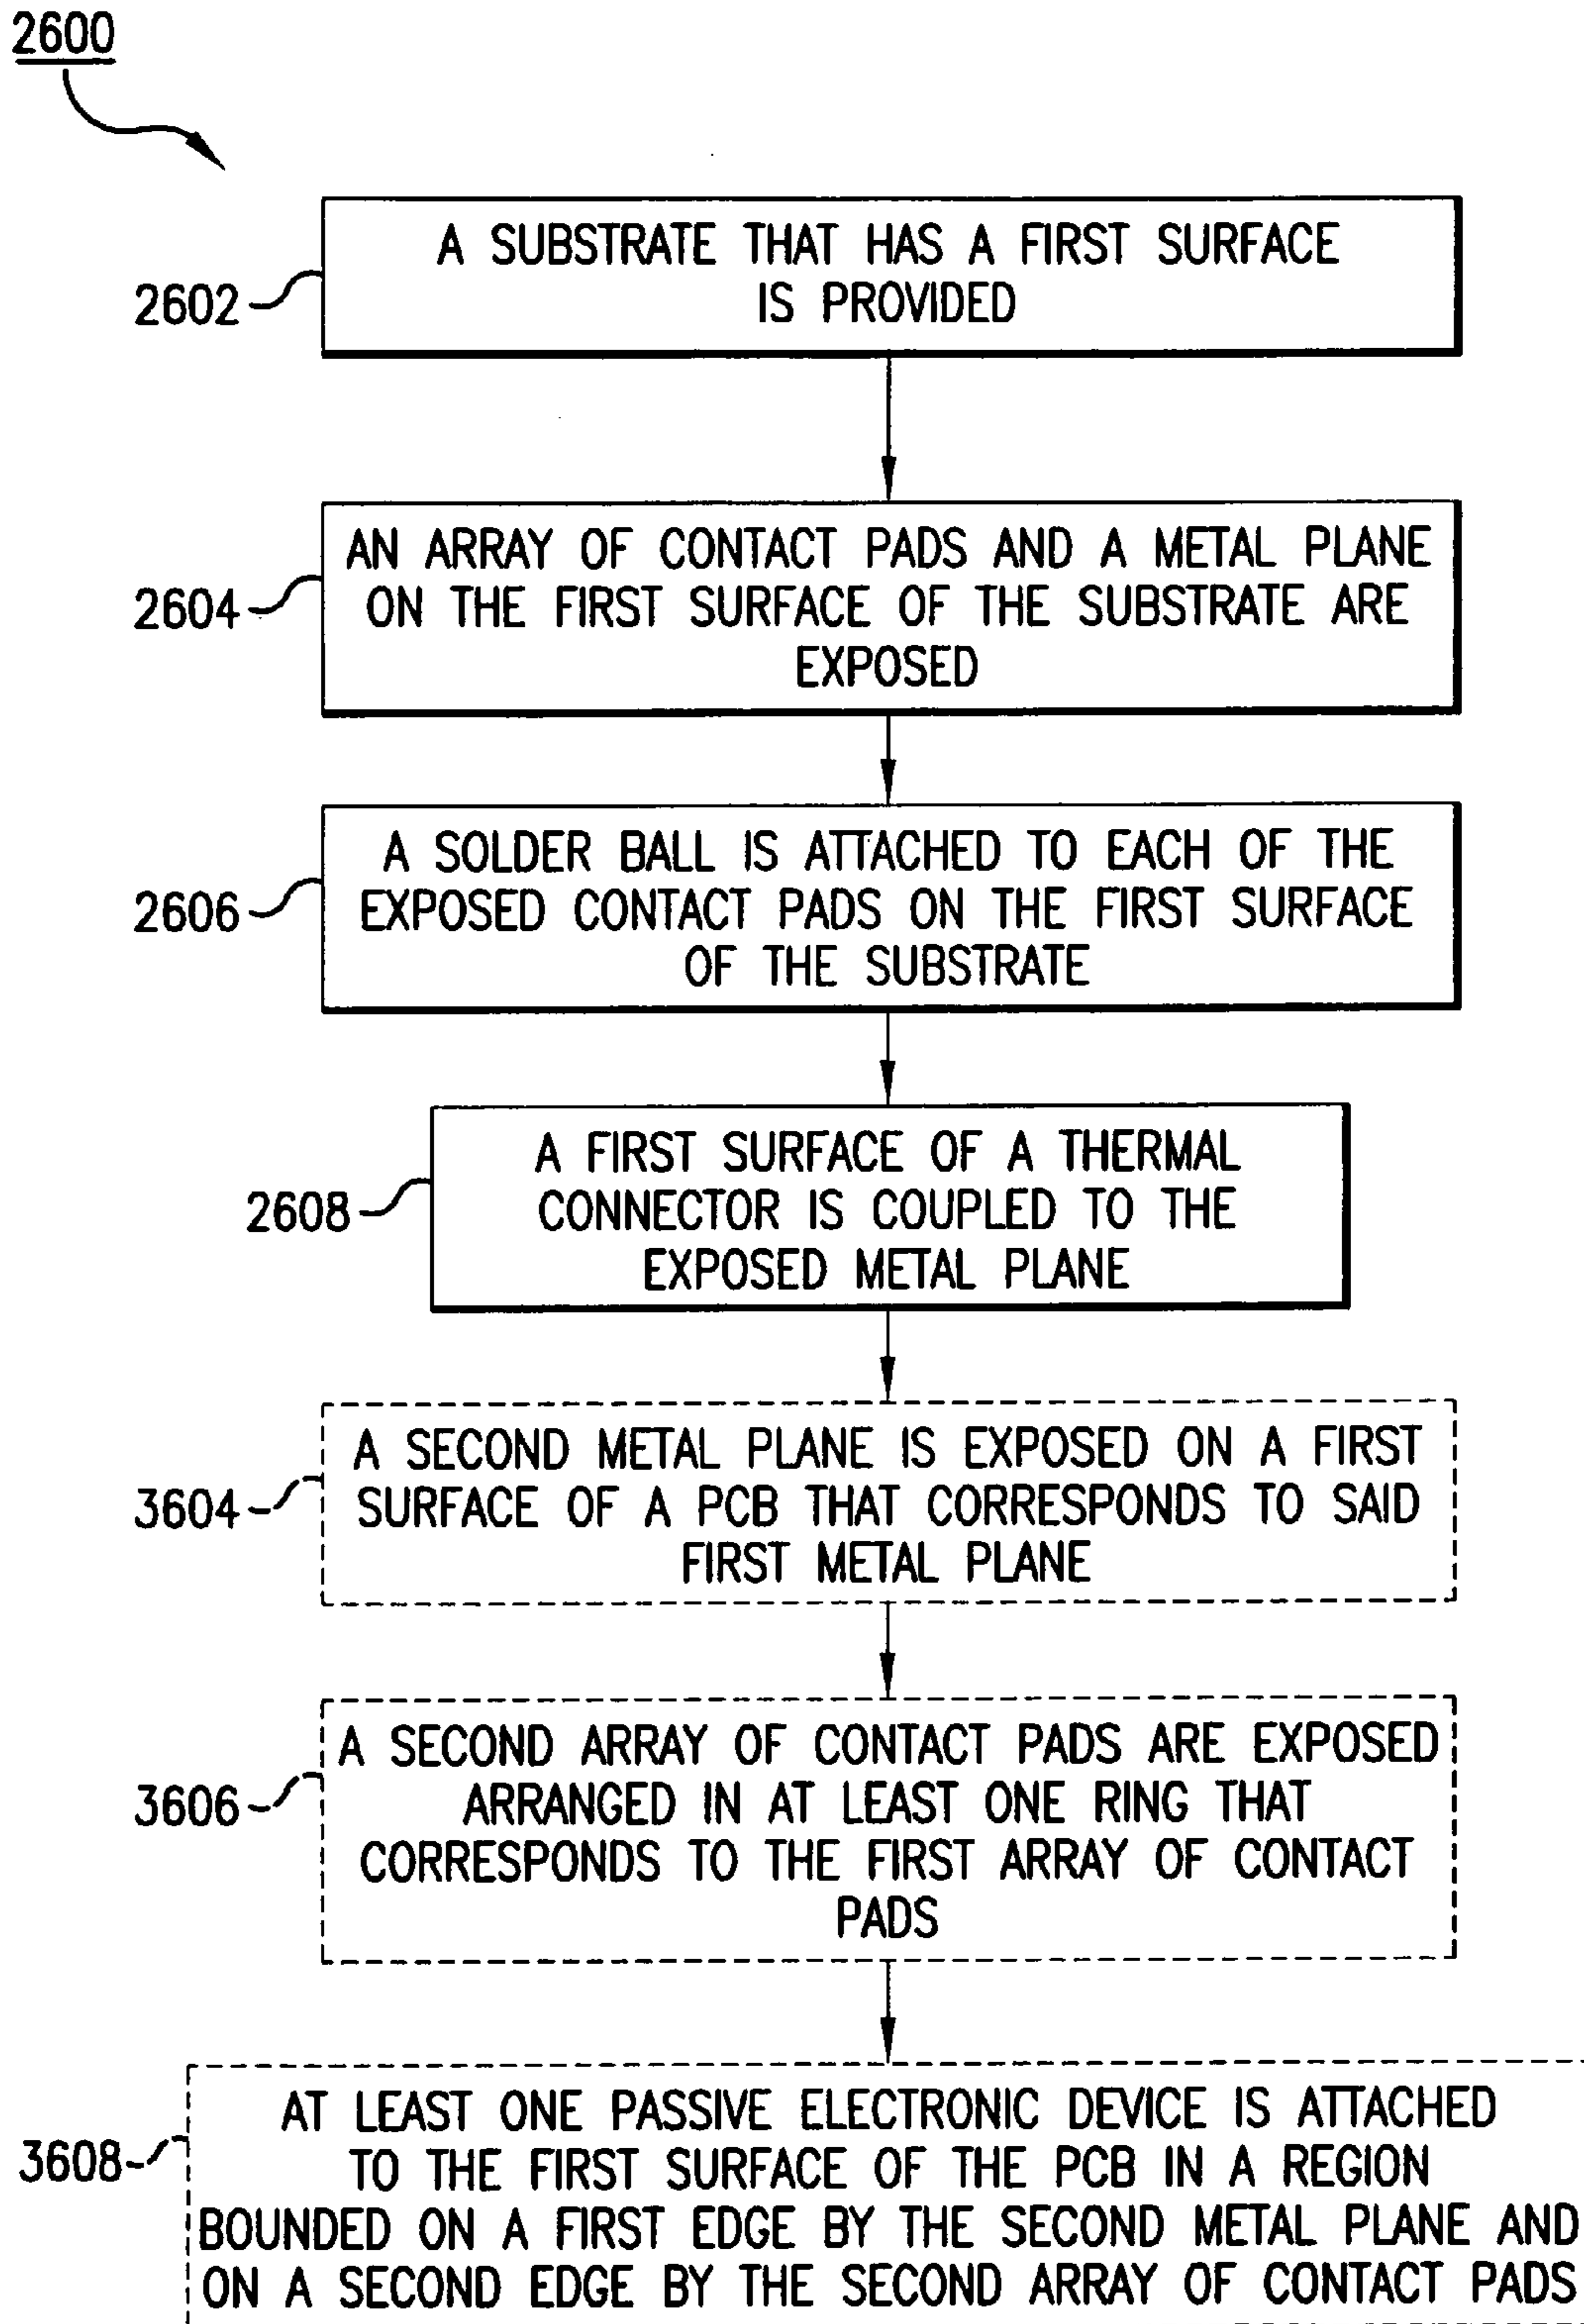 2600
A SUBSTRATE THAT HAS A FIRST SURFACE
IS PROVIDED
2602
AN ARRAY OF CONTACT PADS AND A METAL PLANE
ON THE FIRST SURFACE OF THE SUBSTRATE ARE
EXPOSED
2604
A SOLDER BALL IS ATTACHED TO EACH OF THE
EXPOSED CONTACT PADS ON THE FIRST SURFACE
OF THE SUBSTRATE
2606
A FIRST SURFACE OF A THERMAL
CONNECTOR IS COUPLED TO THE
EXPOSED METAL PLANE
2608
A SECOND METAL PLANE IS EXPOSED ON A FIRST
SURFACE OF A PCB THAT CORRESPONDS TO SAID
FIRST METAL PLANE
3604
A SECOND ARRAY OF CONTACT PADS ARE EXPOSED
ARRANGED IN AT LEAST ONE RING THAT
CORRESPONDS TO THE FIRST ARRAY OF CONTACT
PADS
3606
AT LEAST ONE PASSIVE ELECTRONIC DEVICE IS ATTACHED
TO THE FIRST SURFACE OF THE PCB IN A REGION
BOUNDED ON A FIRST EDGE BY THE SECOND METAL PLANE AND
ON A SECOND EDGE BY THE SECOND ARRAY OF CONTACT PADS
3608